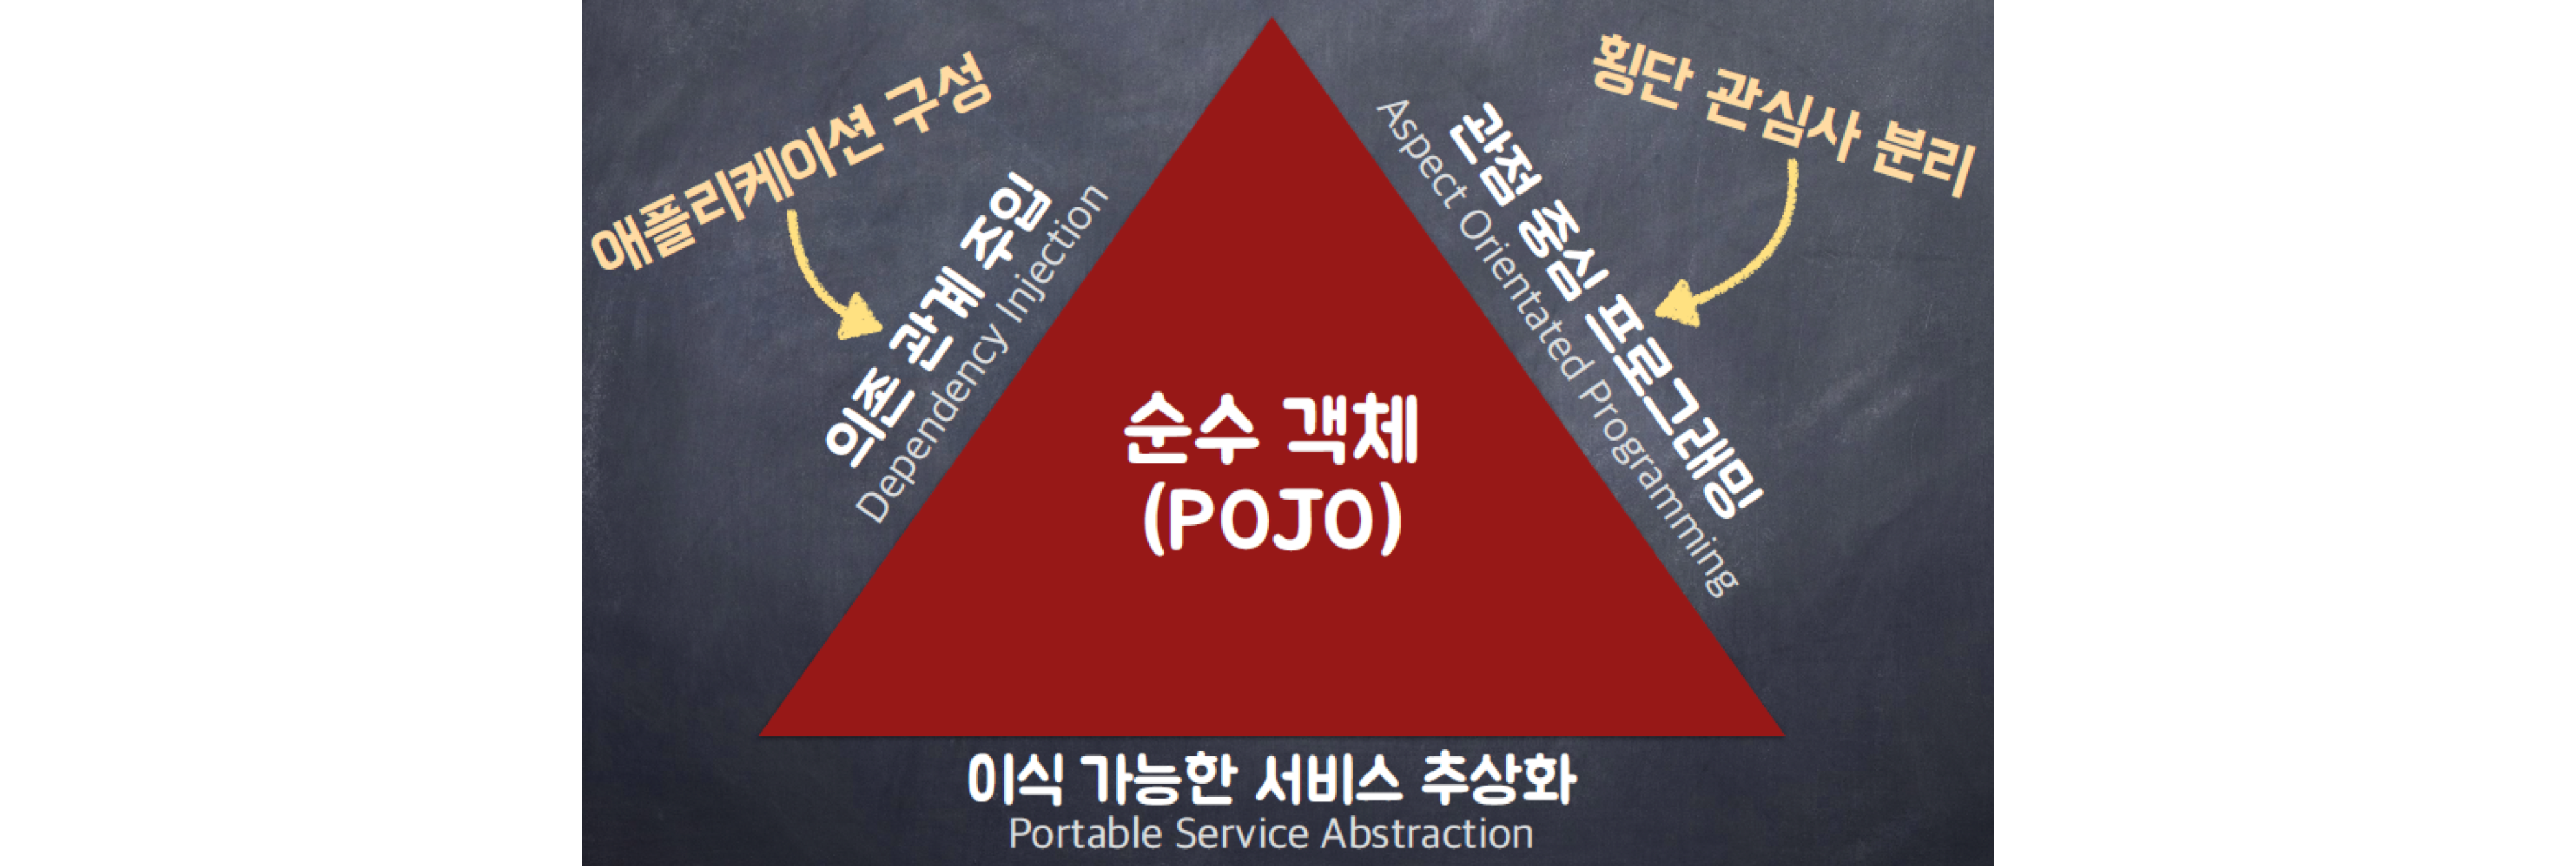 애플리케이션 구성
의존 관계 주입
Dependency Injection
횡단 관심사 분리
관점 중심 프로그래밍
Aspect Orientated Programming
순수 객체
(POJO)
이식 가능한 서비스 추상화
Portable Service Abstraction